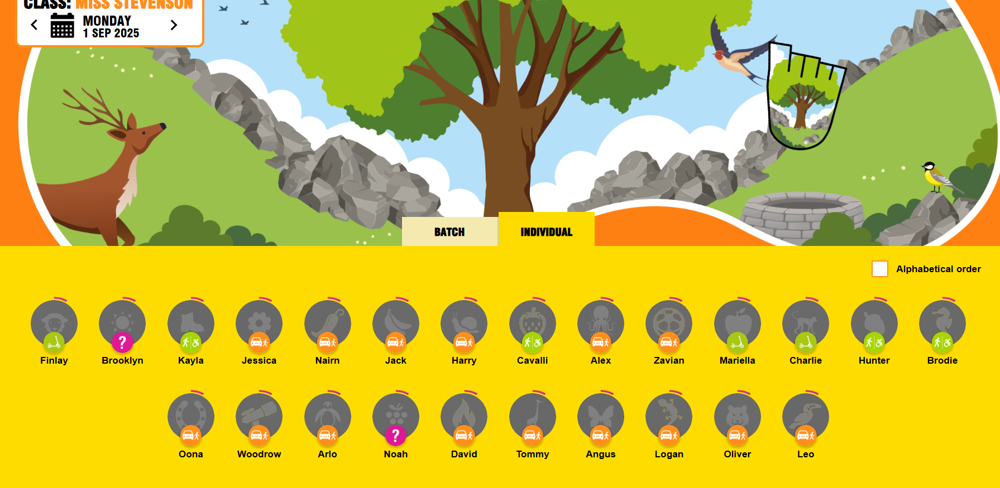 CLASS: MISS STEVENSON
MONDAY
1 SEP 2025
BATCH
INDIVIDUAL
Alphabetical order
?
Finlay Brooklyn Kayla Jessica Nairn Jack Harry Cavalli Alex Zavian Mariella Charlie Hunter Brodie
?
Oona Woodrow Arlo Noah David Tommy Angus Logan Oliver Leo